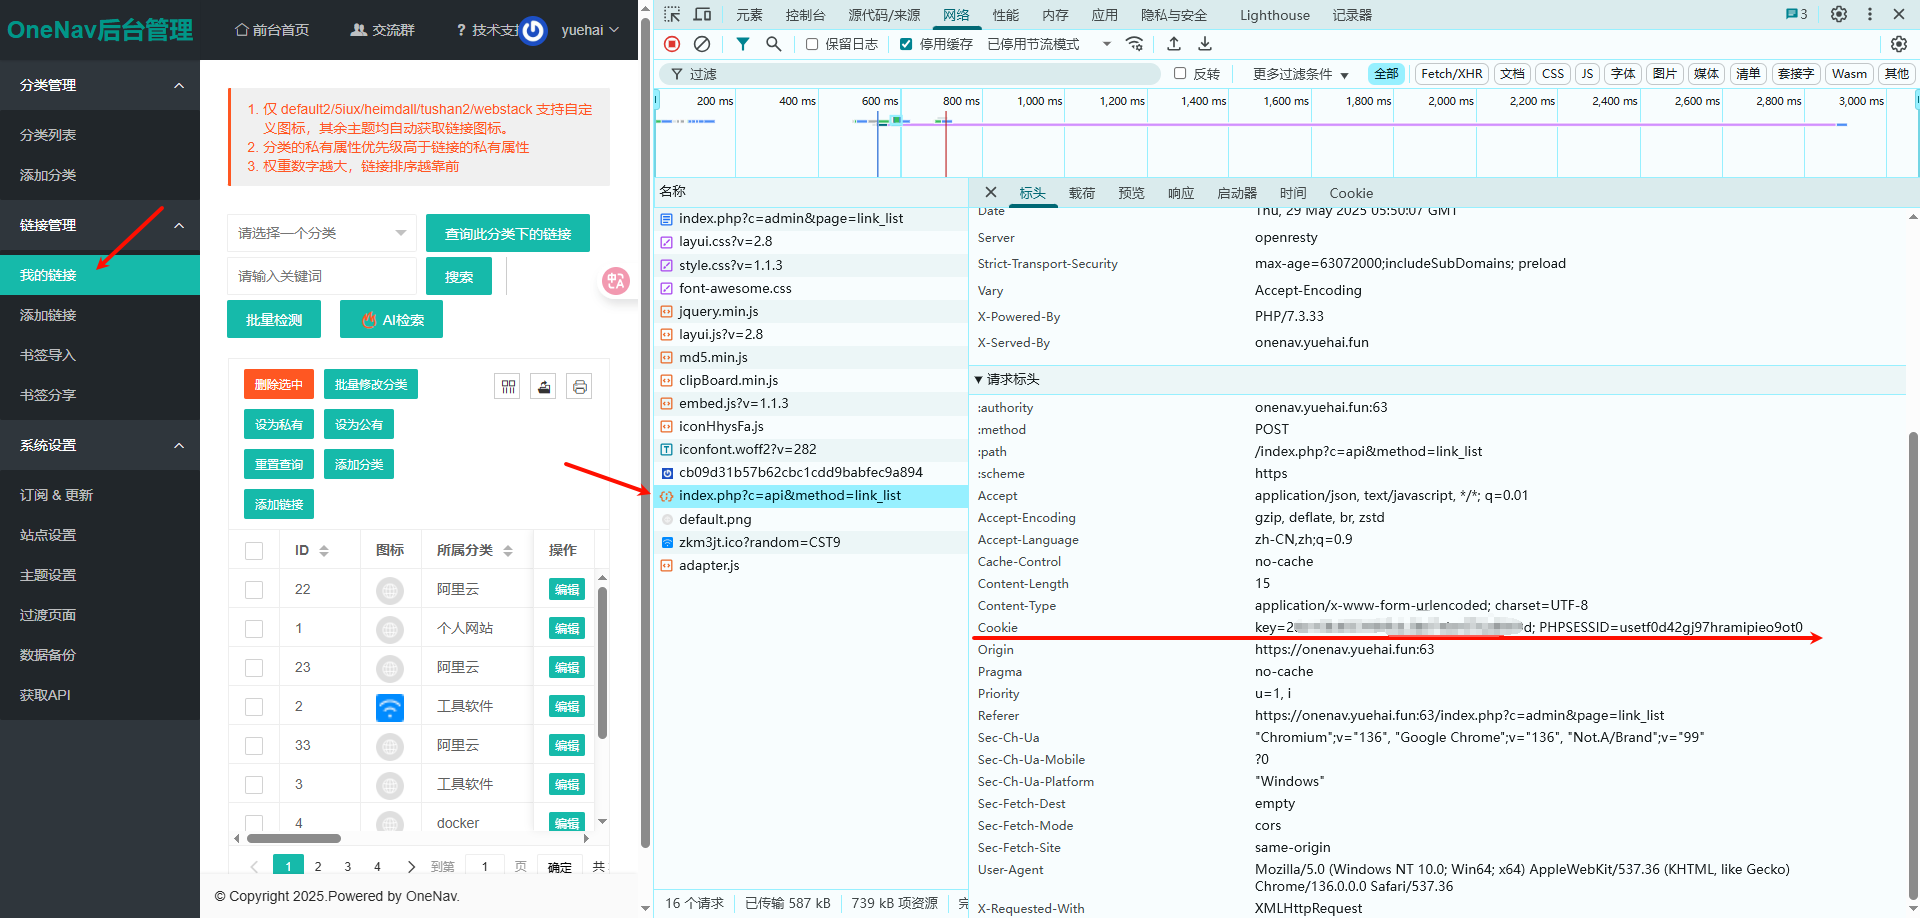 OneNav后台管理
前台首页
交流群
? 技术支
yuehai
分类管理
分类列表
添加分类
链接管理
我的链接
添加链接
书签导入
书签分享
系统设置
订阅 & 更新
站点设置
主题设置
过渡页面
数据备份
获取API
1. 仅 default2/5iux/heimdall/tushan2/webstack 支持自定
义图标，其余主题均自动获取链接图标。
2. 分类的私有属性优先级高于链接的私有属性
3. 权重数字越大，链接排序越靠前
请选择一个分类
查询此分类下的链接
请输入关键词
搜索
批量检测
AI检索
删除选中
批量修改分类
设为私有
设为公有
重置查询
添加分类
添加链接
ID 图标 所属分类 操作
22 阿里云 编辑
1 个人网站 编辑
23 阿里云 编辑
2 工具软件 编辑
33 阿里云 编辑
3 工具软件 编辑
4 docker 编辑
1 2 3 4 到第 1 页 确定 共
© Copyright 2025.Powered by OneNav.
中A
元素 控制台 源代码/来源 网络 性能 内存 应用 隐私与安全 Lighthouse 记录器 3
保留日志 停用缓存 已停用节流模式
过滤 反转 更多过滤条件 全部 Fetch/XHR 文档 CSS JS 字体 图片 媒体 清单 套接字 Wasm 其他
200 ms 400 ms 600 ms 800 ms 1,000 ms 1,200 ms 1,400 ms 1,600 ms 1,800 ms 2,000 ms 2,200 ms 2,400 ms 2,600 ms 2,800 ms 3,000 ms
名称
index.php?c=admin&page=link_list
layui.css?v=2.8
style.css?v=1.1.3
font-awesome.css
jquery.min.js
layui.js?v=2.8
md5.min.js
clipBoard.min.js
embed.js?v=1.1.3
iconHhysFa.js
iconfont.woff2?v=282
cb09d31b57b62cbc1cdd9babfec9a894
index.php?c=api&method=link_list
default.png
zkm3jt.ico?random=CST9
adapter.js
16 个请求 已传输 587 kB 739 kB 项资源
标头 载荷 预览 响应 启动器 时间 Cookie
Date Thu, 29 May 2025 05:50:07 GMT
Server openresty
Strict-Transport-Security max-age=63072000;includeSubDomains; preload
Vary Accept-Encoding
X-Powered-By PHP/7.3.33
X-Served-By onenav.yuehai.fun
请求标头
:authority onenav.yuehai.fun:63
:method POST
:path /index.php?c=api&method=link_list
:scheme https
Accept application/json, text/javascript, */*; q=0.01
Accept-Encoding gzip, deflate, br, zstd
Accept-Language zh-CN,zh;q=0.9
Cache-Control no-cache
Content-Length 15
Content-Type application/x-www-form-urlencoded; charset=UTF-8
Cookie key=2 d; PHPSESSID=usetf0d42gj97hramipieo9ot0
Origin https://onenav.yuehai.fun:63
Pragma no-cache
Priority u=1, i
Referer https://onenav.yuehai.fun:63/index.php?c=admin&page=link_list
Sec-Ch-Ua "Chromium";v="136", "Google Chrome";v="136", "Not.A/Brand";v="99"
Sec-Ch-Ua-Mobile ?0
Sec-Ch-Ua-Platform "Windows"
Sec-Fetch-Dest empty
Sec-Fetch-Mode cors
Sec-Fetch-Site same-origin
User-Agent Mozilla/5.0 (Windows NT 10.0; Win64; x64) AppleWebKit/537.36 (KHTML, like Gecko)
Chrome/136.0.0.0 Safari/537.36
X-Requested-With XMLHttpRequest